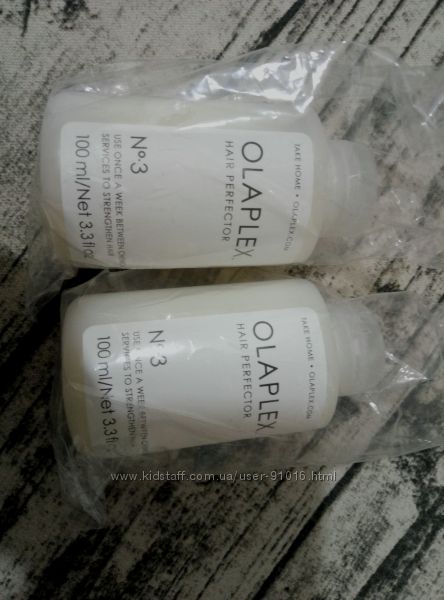 TAKE HOME • OLAPLEX.COM
OLAPLEX
HAIR PERFECTOR
Nº.3
USE ONCE A WEEK BETWEEN
SERVICES TO STRENGTHEN HAIR
100 ml/Net 3.3 fl oz
TAKE HOME • OLAPLEX.COM
OLAPLEX
HAIR PERFECTOR
Nº.3
USE ONCE A WEEK BETWEEN
SERVICES TO STRENGTHEN
100 ml/Net 3.3 fl
www.kidstaff.com.ua/user-91016.html